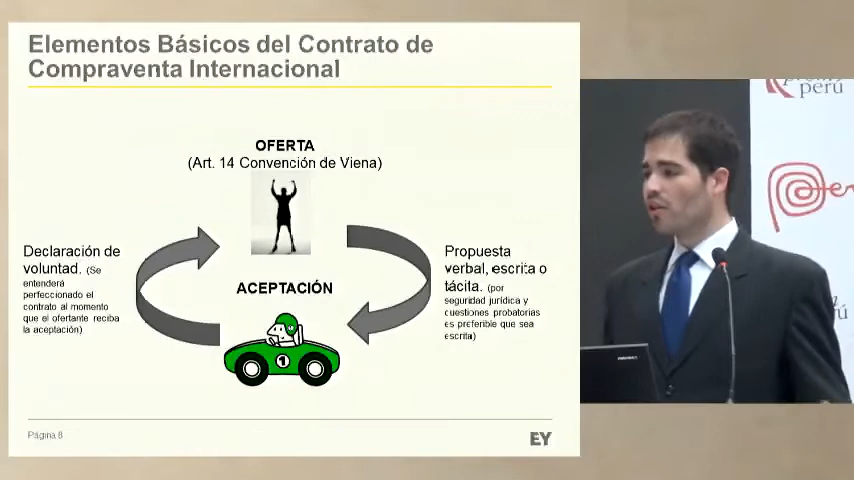 Elementos Básicos del Contrato de
Compraventa Internacional
OFERTA
(Art. 14 Convención de Viena)
Declaración de
voluntad. (Se
entenderá
perfeccionado el
contrato al momento
que el ofertante reciba
la aceptación)
Propuesta
verbal, escrita o
tácita. (por
seguridad jurídica y
cuestiones probatorias
es preferible que sea
escrita)
ACEPTACIÓN
1
Página 8
EY
perú
Per